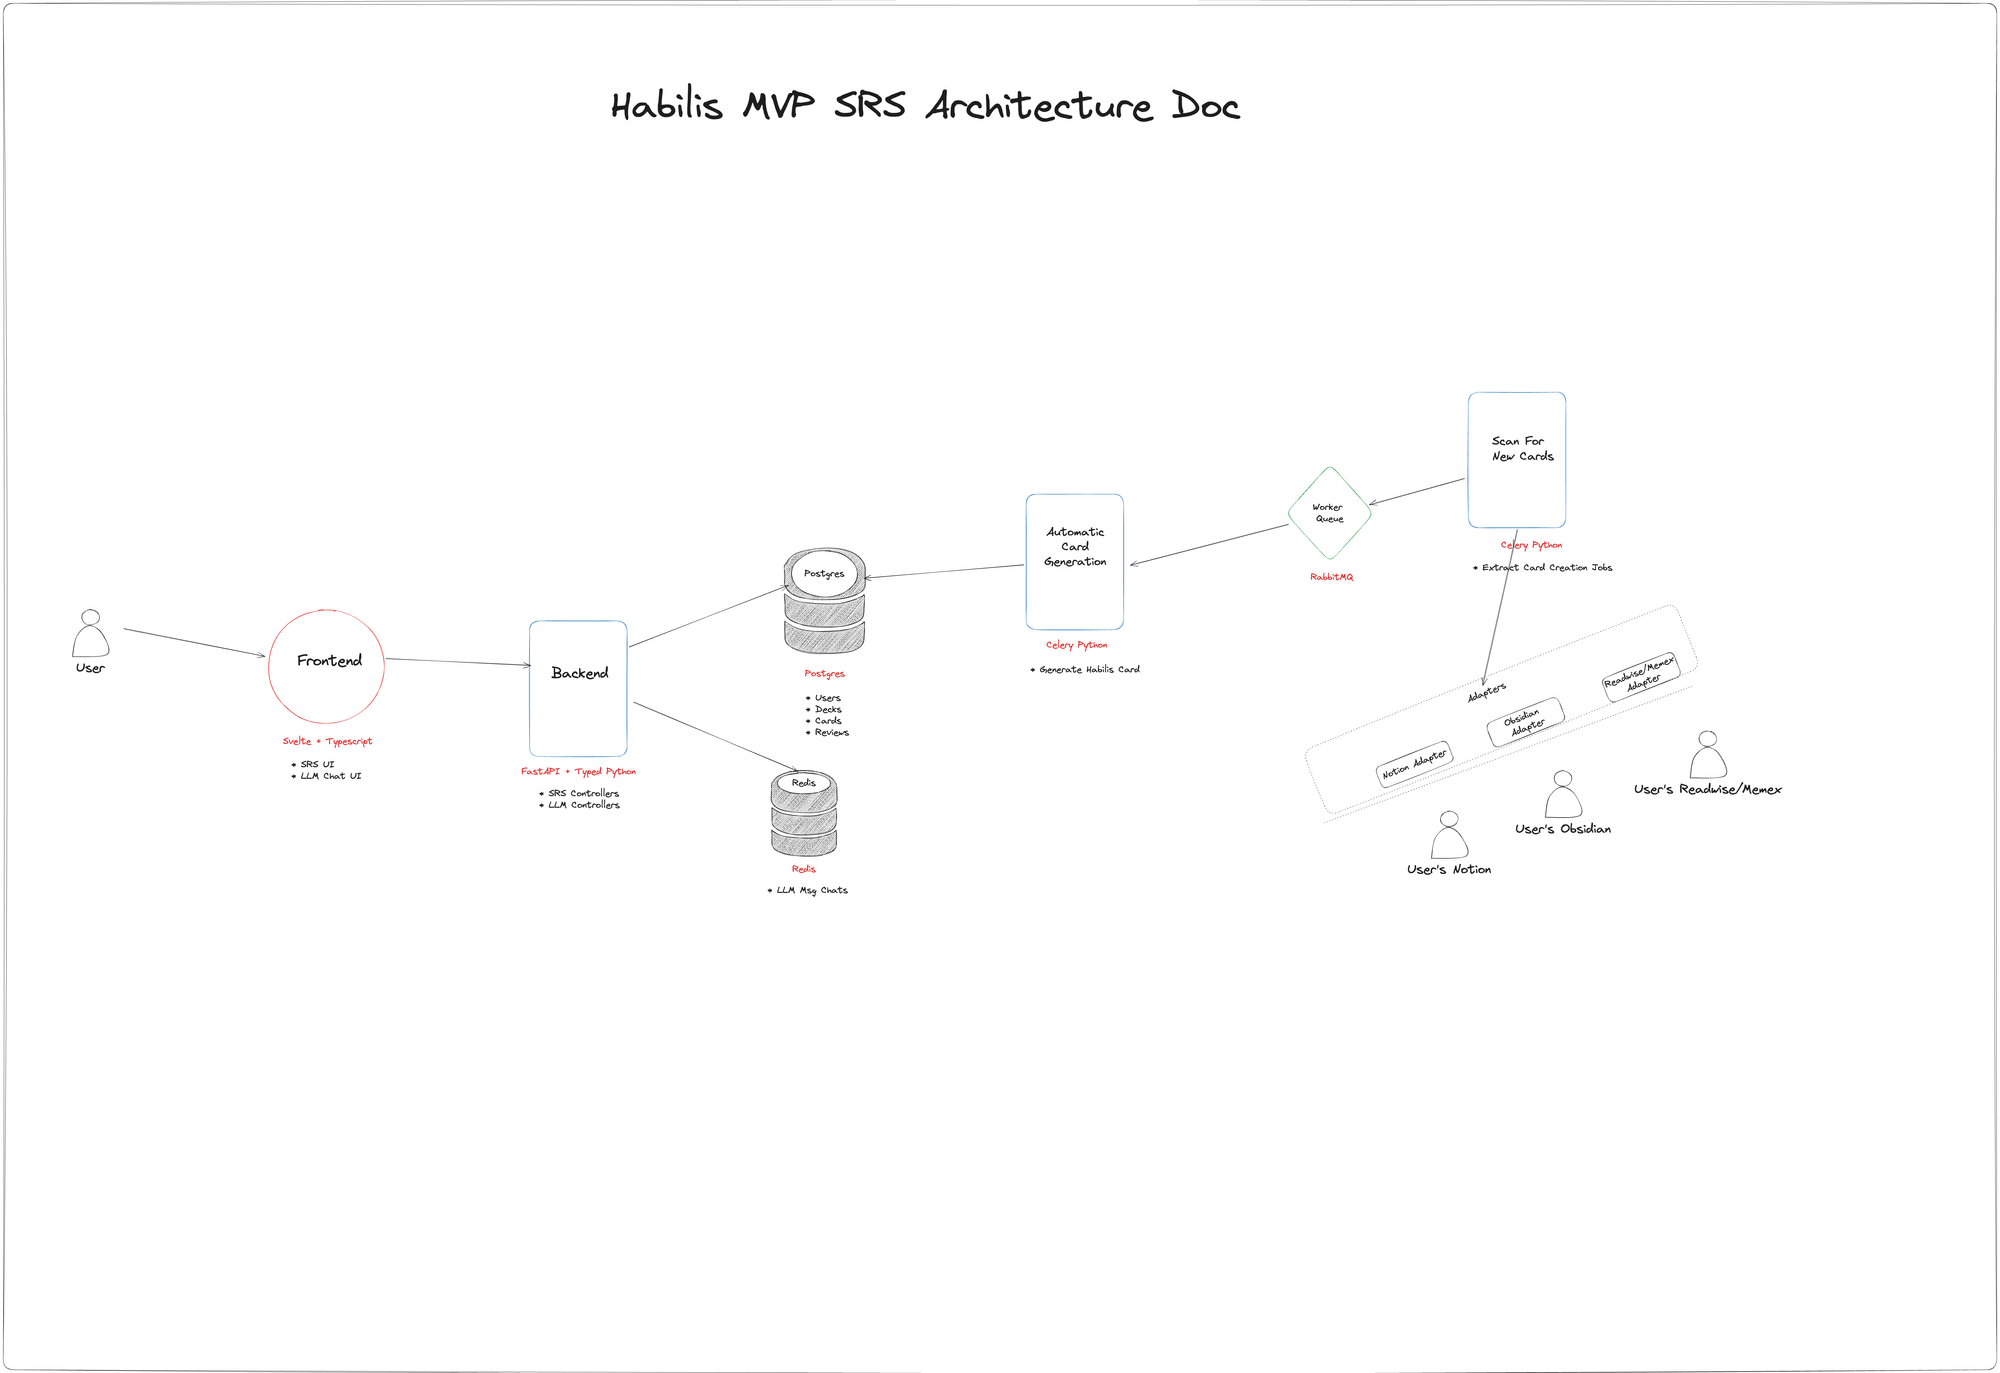 Habilis MVP SRS Architecture Doc
User
Frontend
Svelte + Typescript
* SRS UI
* LLM Chat UI
Backend
FastAPI + Typed Python
* SRS Controllers
* LLM Controllers
Postgres
Postgres
* Users
* Decks
* Cards
* Reviews
Redis
Redis
* LLM Msg Chats
Automatic
Card
Generation
Celery Python
* Generate Habilis Card
Worker
Queue
RabbitMQ
Scan For
New Cards
Celery Python
* Extract Card Creation Jobs
Adapters
Notion Adapter
Obsidian
Adapter
Readwise/Memex
Adapter
User's Notion
User's Obsidian
User's Readwise/Memex